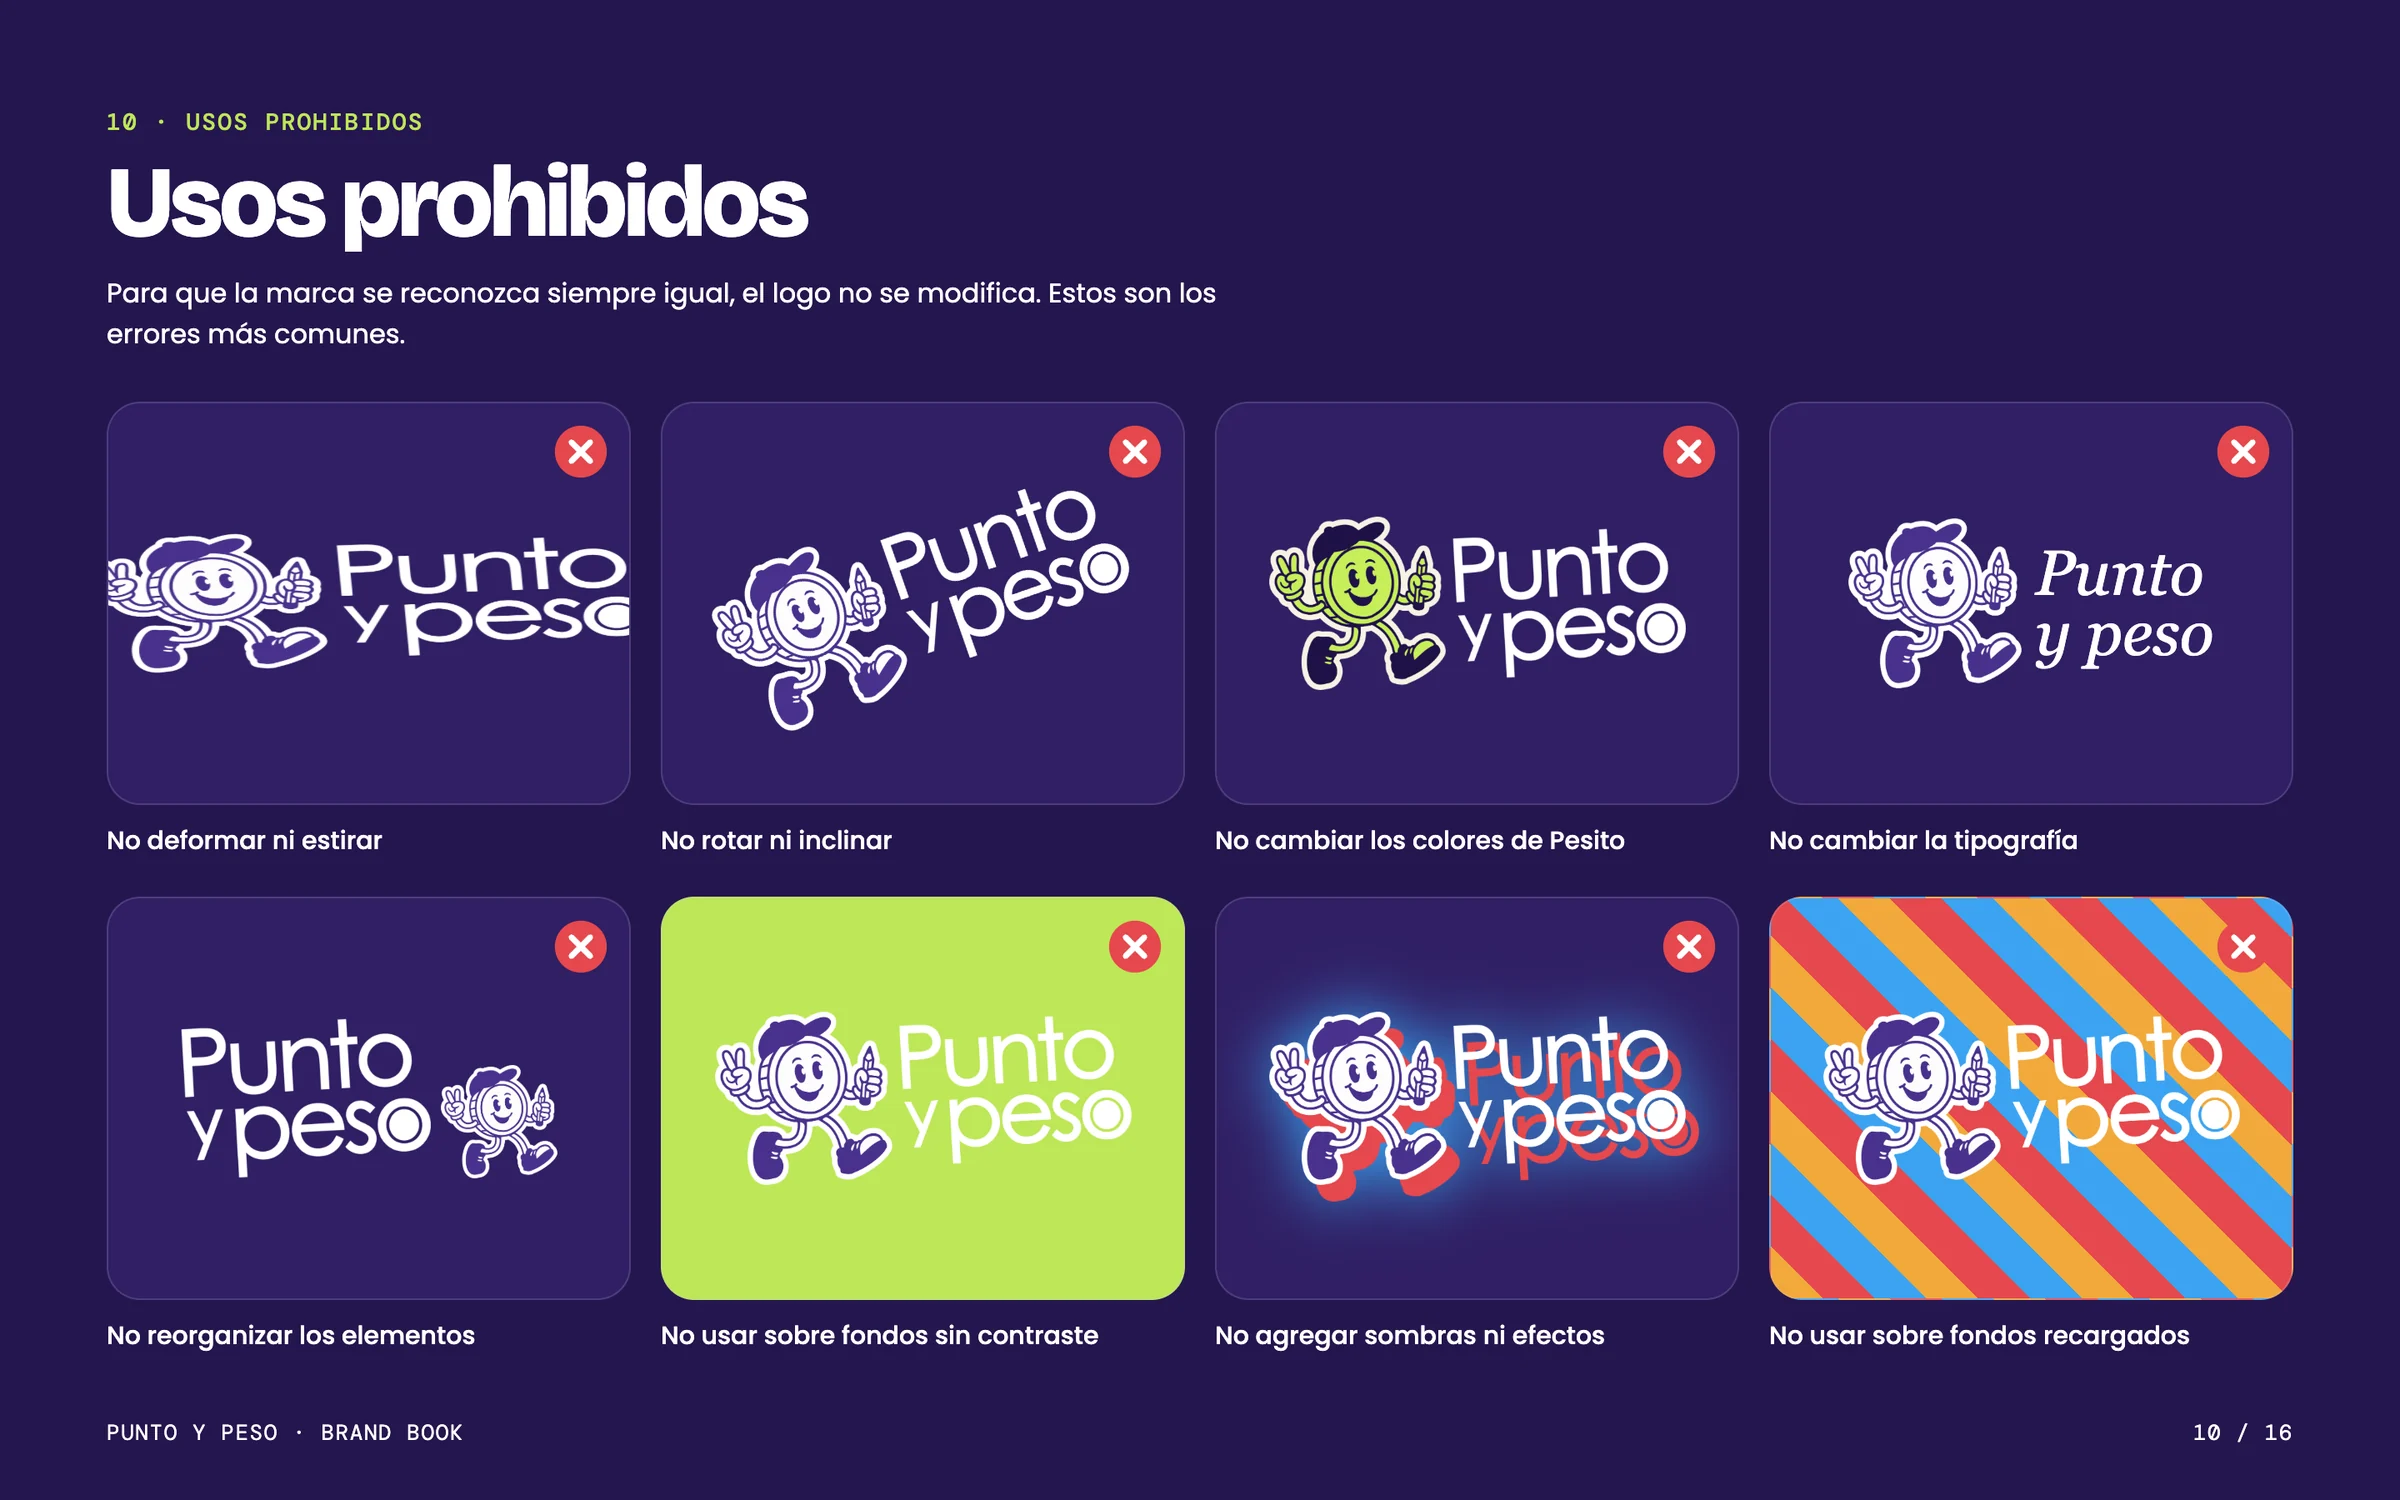 10 · USOS PROHIBIDOS
Usos prohibidos
Para que la marca se reconozca siempre igual, el logo no se modifica. Estos son los
errores más comunes.
Punto
y peso
No deformar ni estirar
Punto
y peso
No rotar ni inclinar
Punto
y peso
No cambiar los colores de Pesito
Punto
y peso
No cambiar la tipografía
Punto
y peso
No reorganizar los elementos
Punto
y peso
No usar sobre fondos sin contraste
Punto
y peso
No agregar sombras ni efectos
Punto
y peso
No usar sobre fondos recargados
PUNTO Y PESO · BRAND BOOK
10 / 16